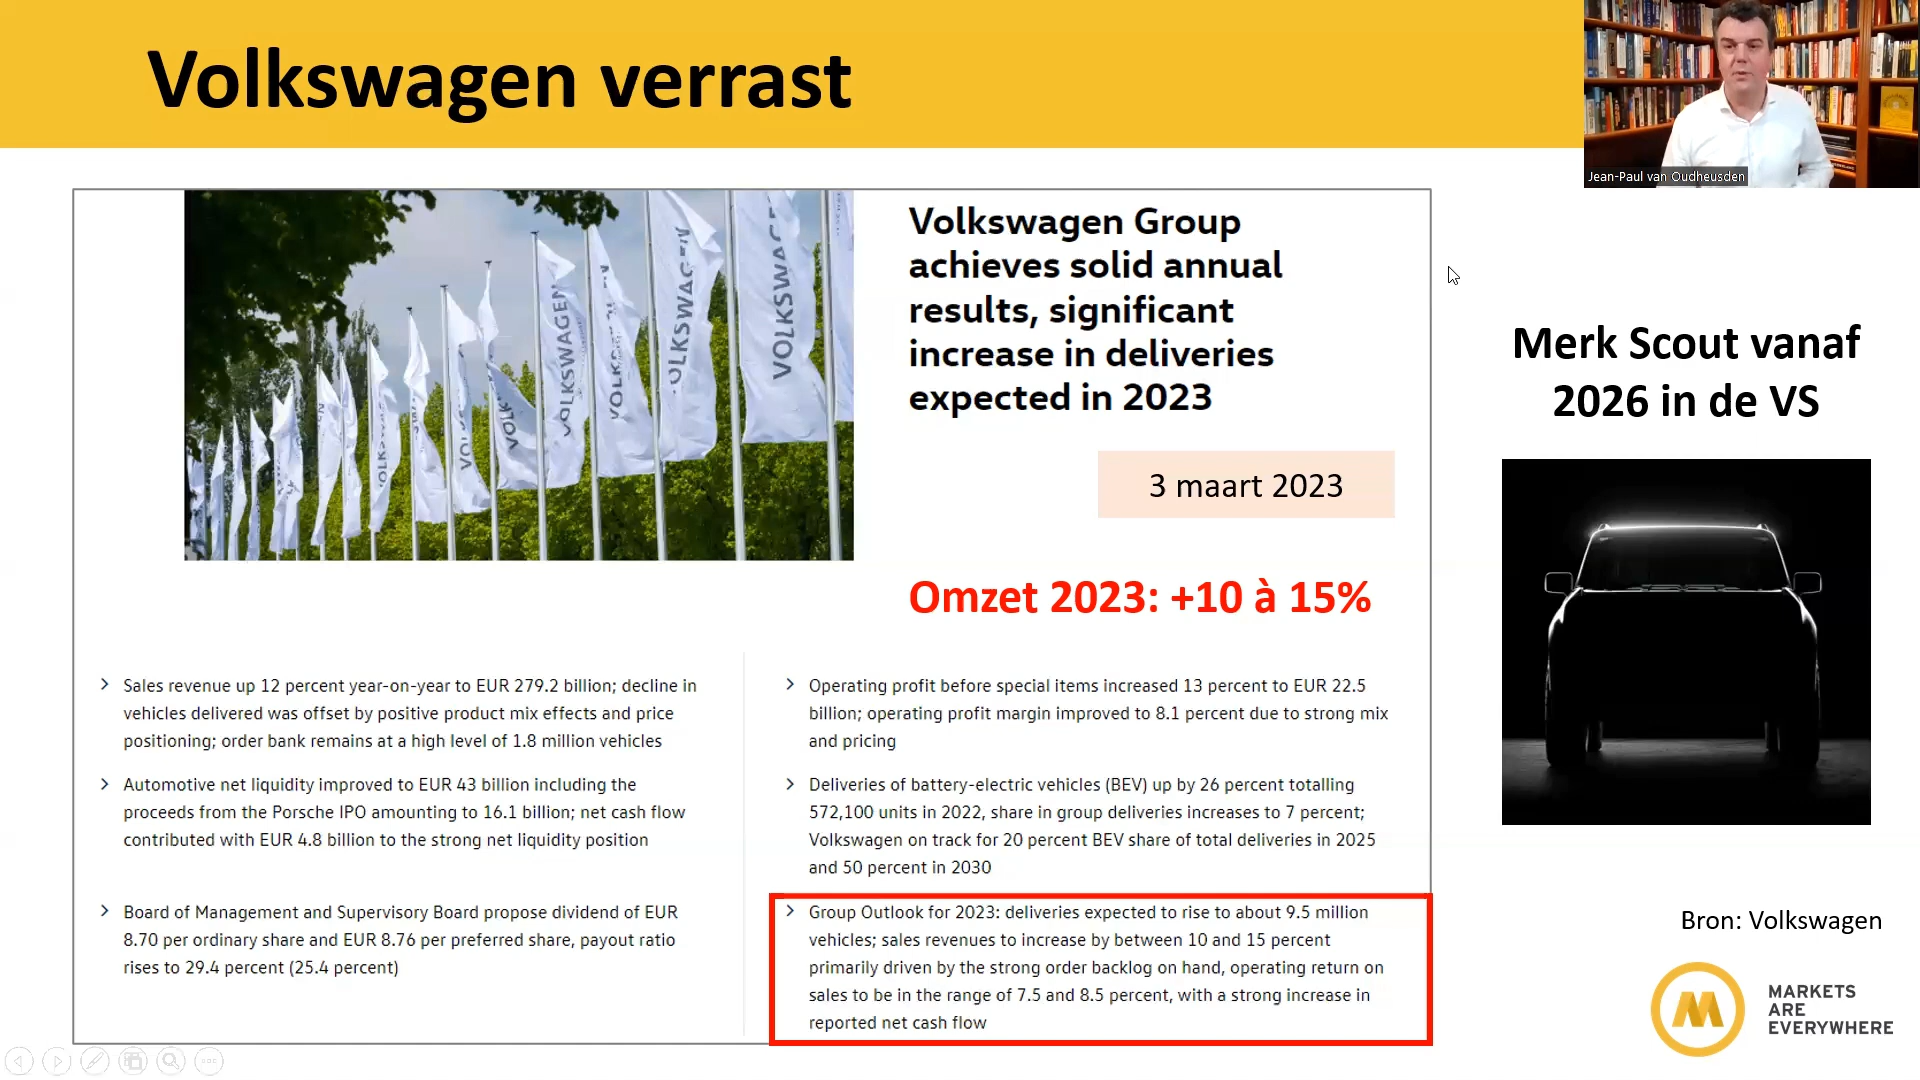 Volkswagen verrast
Jean-Paul van Oudheusden
VOLKSWAGEN
VOLKSWAGEN
VOLKSWAGEN
Volkswagen Group
achieves solid annual
results, significant
increase in deliveries
expected in 2023
3 maart 2023
Omzet 2023: +10 à 15%
Merk Scout vanaf
2026 in de VS
Sales revenue up 12 percent year-on-year to EUR 279.2 billion; decline in
vehicles delivered was offset by positive product mix effects and price
positioning; order bank remains at a high level of 1.8 million vehicles
Automotive net liquidity improved to EUR 43 billion including the
proceeds from the Porsche IPO amounting to 16.1 billion; net cash flow
contributed with EUR 4.8 billion to the strong net liquidity position
Board of Management and Supervisory Board propose dividend of EUR
8.70 per ordinary share and EUR 8.76 per preferred share, payout ratio
rises to 29.4 percent (25.4 percent)
Operating profit before special items increased 13 percent to EUR 22.5
billion; operating profit margin improved to 8.1 percent due to strong mix
and pricing
Deliveries of battery-electric vehicles (BEV) up by 26 percent totalling
572,100 units in 2022, share in group deliveries increases to 7 percent;
Volkswagen on track for 20 percent BEV share of total deliveries in 2025
and 50 percent in 2030
Group Outlook for 2023: deliveries expected to rise to about 9.5 million
vehicles; sales revenues to increase by between 10 and 15 percent
primarily driven by the strong order backlog on hand, operating return on
sales to be in the range of 7.5 and 8.5 percent, with a strong increase in
reported net cash flow
Bron: Volkswagen
MARKETS
ARE
EVERYWHERE